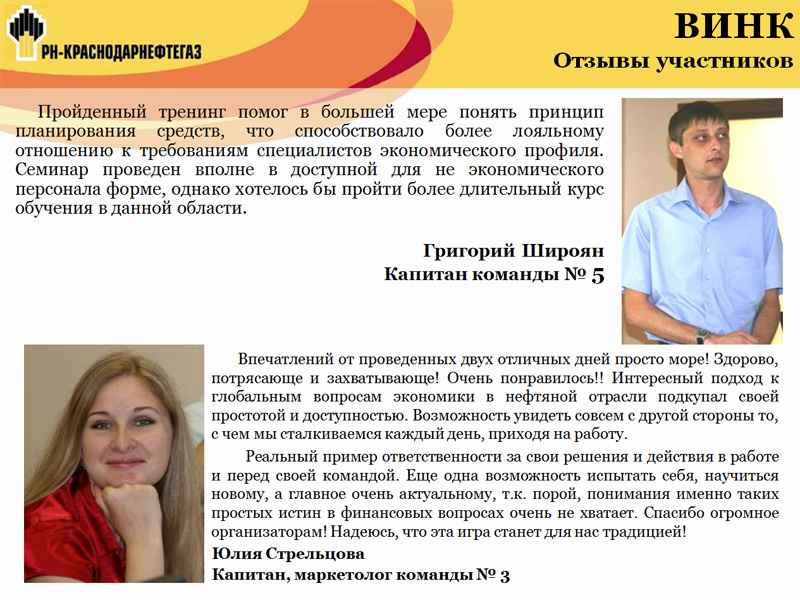 РН-КРАСНОДАРНЕФТЕГАЗ
ВИНК
Отзывы участников
Пройденный тренинг помог в большей мере понять принцип
планирования средств, что способствовало более лояльному
отношению к требованиям специалистов экономического профиля.
Семинар проведен вполне в доступной для не экономического
персонала форме, однако хотелось бы пройти более длительный курс
обучения в данной области.
Григорий Широян
Капитан команды № 5
Впечатлений от проведенных двух отличных дней просто море! Здорово,
потрясающе и захватывающе! Очень понравилось!! Интересный подход к
глобальным вопросам экономики в нефтяной отрасли подкупал своей
простотой и доступностью. Возможность увидеть совсем с другой стороны то,
с чем мы сталкиваемся каждый день, приходя на работу.
Реальный пример ответственности за свои решения и действия в работе
и перед своей командой. Еще одна возможность испытать себя, научиться
новому, а главное очень актуальному, т.к. порой, понимания именно таких
простых истин в финансовых вопросах очень не хватает. Спасибо огромное
организаторам! Надеюсь, что эта игра станет для нас традицией!
Юлия Стрельцова
Капитан, маркетолог команды № 3